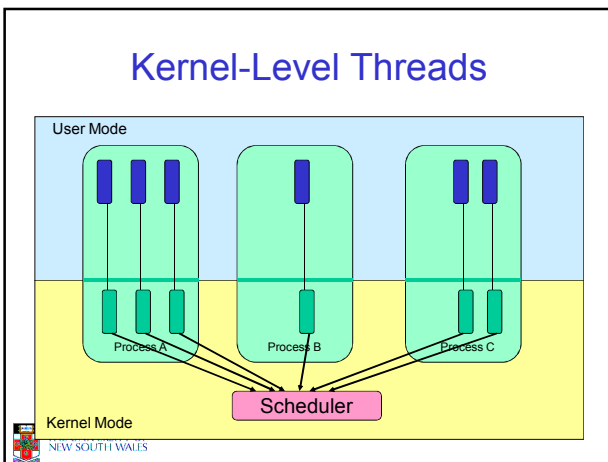 Kernel-Level Threads
User Mode
Process A
Process B
Process C
Scheduler
Kernel Mode
NEW SOUTH WALES